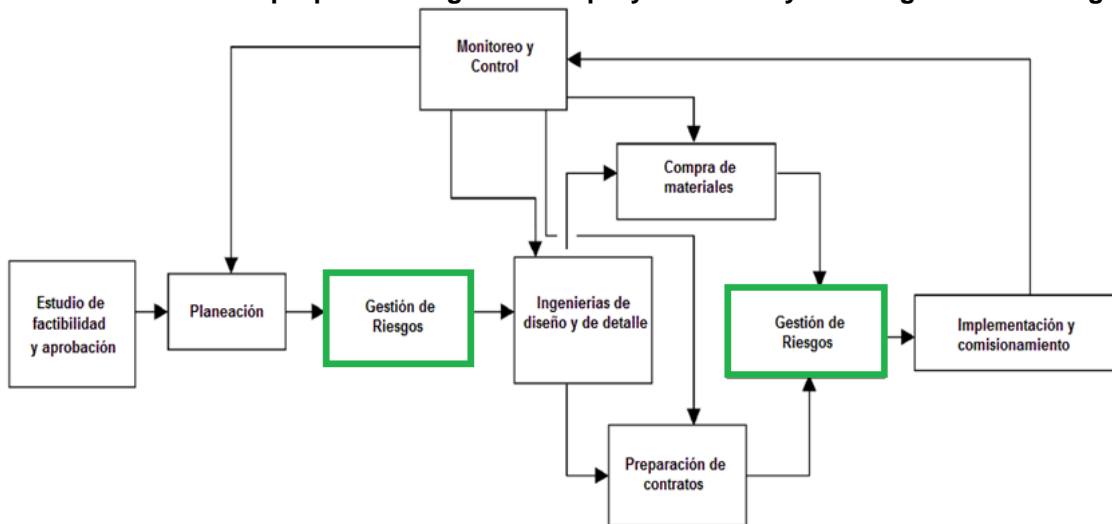 Monitoreo y
Control
Compra de
materiales
Estudio de
factibilidad
y aprobación
Planeación
Gestión de
Riesgos
Ingenierias de
diseño y de detalle
Gestión de
Riesgos
Implementación y
comisionamiento
Preparación de
contratos